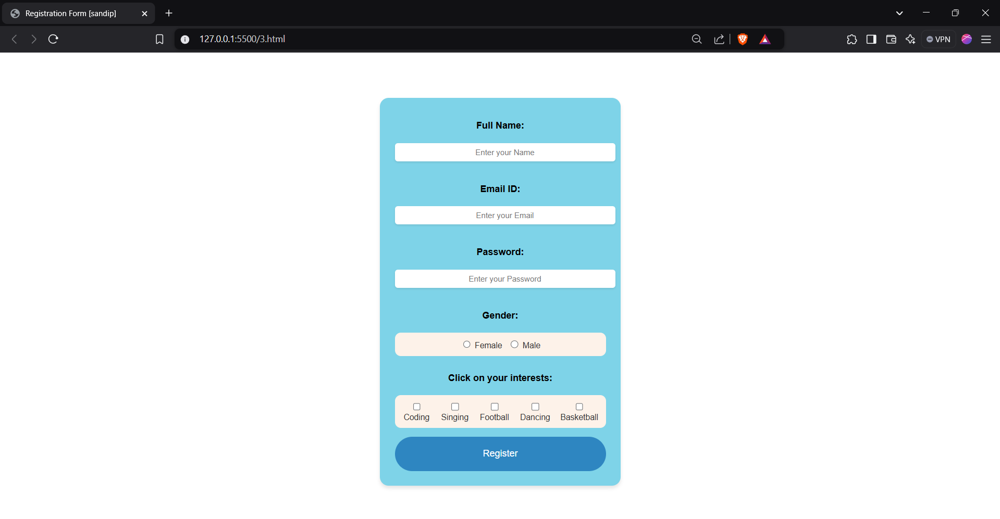 Registration Form [sandip]
127.0.0.1:5500/3.html
VPN
Full Name:
Enter your Name
Email ID:
Enter your Email
Password:
Enter your Password
Gender:
Female Male
Click on your interests:
Coding Singing Football Dancing Basketball
Register